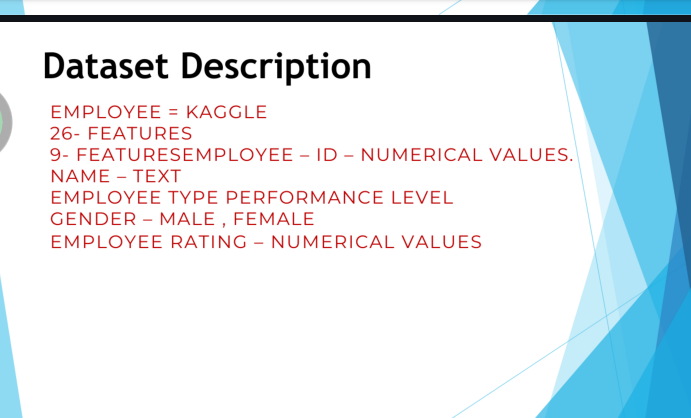 Dataset Description
EMPLOYEE = KAGGLE
26- FEATURES
9- FEATURESEMPLOYEE – ID – NUMERICAL VALUES.
NAME – TEXT
EMPLOYEE TYPE PERFORMANCE LEVEL
GENDER – MALE , FEMALE
EMPLOYEE RATING – NUMERICAL VALUES